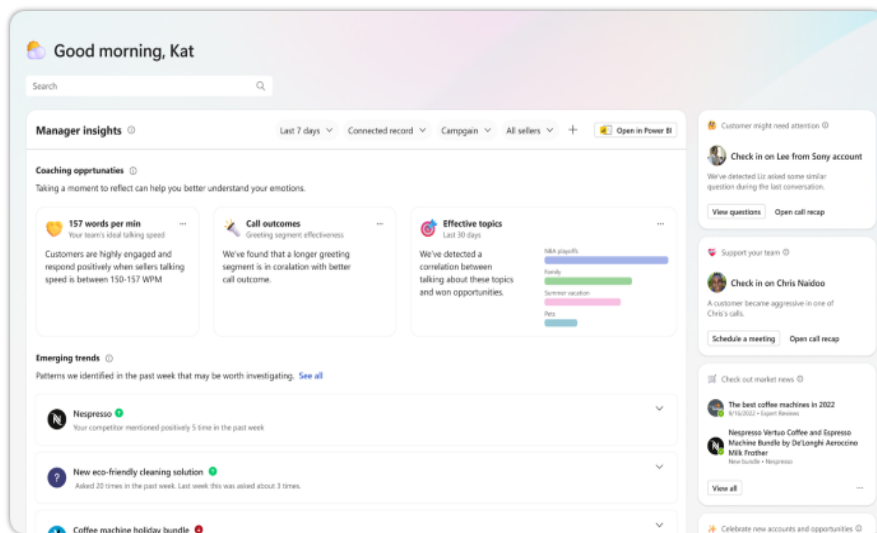 Good morning, Kat
Search
Manager insights
Last 7 days
Connected record
Campgain
All sellers
Open in Power BI
Coaching opprtunaties
Taking a moment to reflect can help you better understand your emotions.
157 words per min
Your team's ideal talking speed
Customers are highly engaged and
respond positively when sellers talking
speed is between 150-157 WPM
Call outcomes
Greeting segment effectiveness
We've found that a longer greeting
segment is in coralation with better
call outcome.
Effective topics
Last 30 days
We've detected a
correlation between
talking about these topics
and won opportunities.
NBA playoffs
Family
Summer vacation
Pets
Emerging trends
Patterns we identified in the past week that may be worth investigating. See all
Nespresso
Your competitor mentioned positively 5 time in the past week
New eco-friendly cleaning solution
Asked 20 times in the past week. Last week this was asked about 3 times.
Coffee machine holiday bundle
Customer might need attention
Check in on Lee from Sony account
We've detected Liz asked some similar
question during the last conversation.
View questions
Open call recap
Support your team
Check in on Chris Naidoo
A customer became aggressive in one of
Chris's calls.
Schedule a meeting
Open call recap
Check out market news
The best coffee machines in 2022
9/16/2022 • Expert Reviews
Nespresso Vertuo Coffee and Espresso
Machine Bundle by De'Longhi Aeroccino
Milk Frother
New bundle • Nespresso
View all
Celebrate new accounts and opportunities